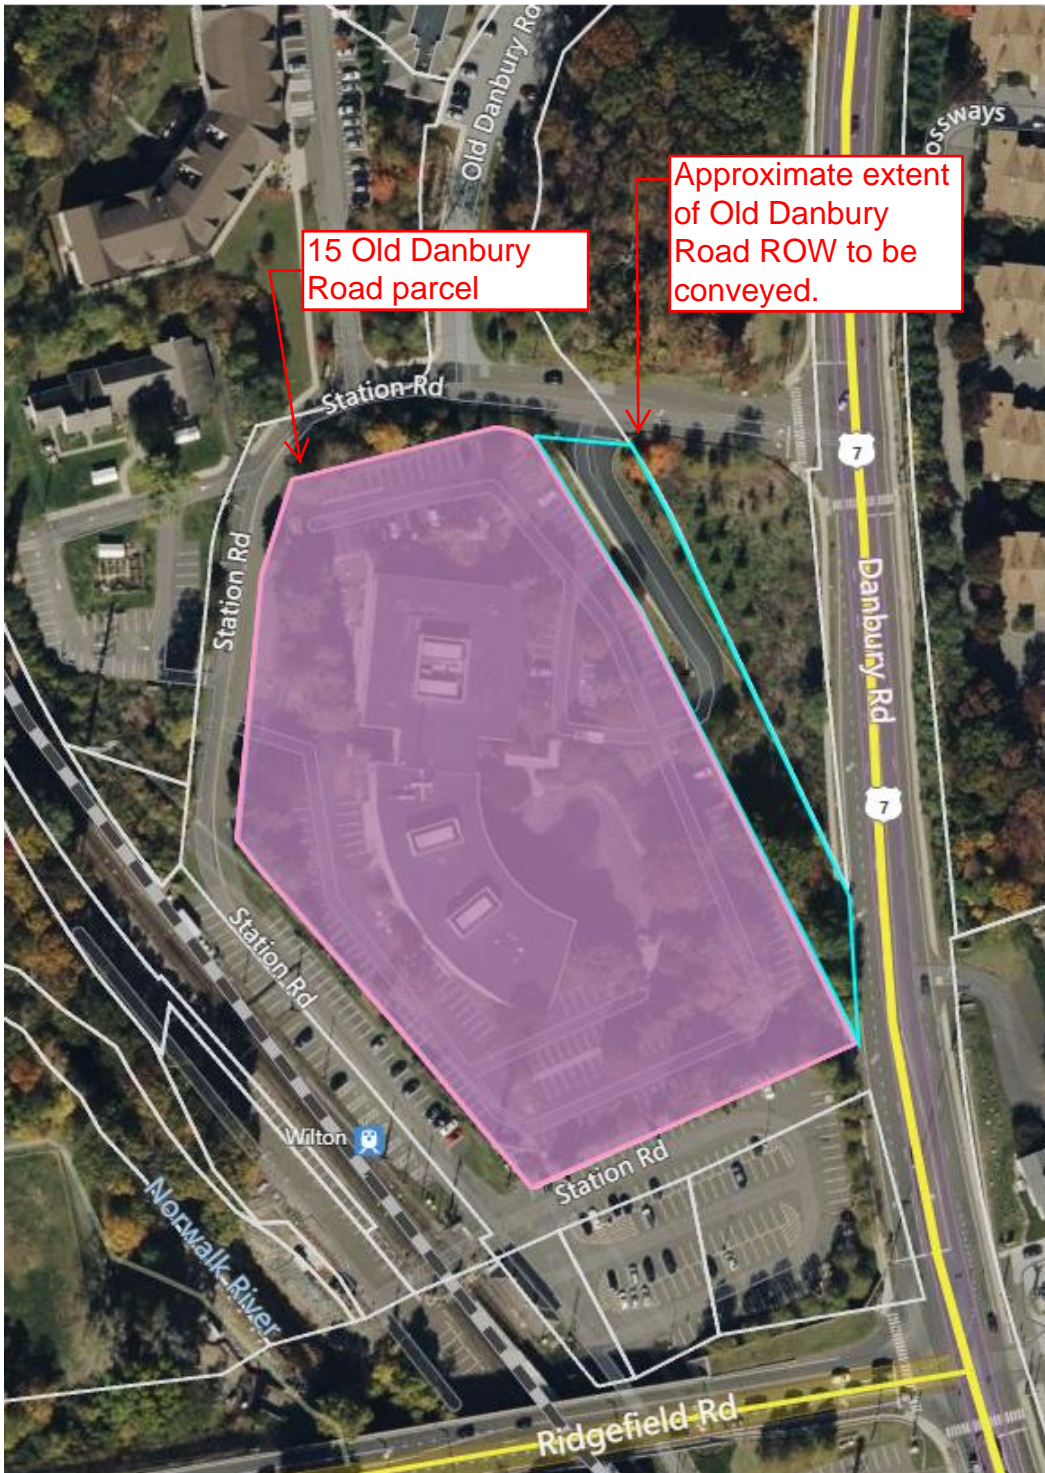 Old Danbury Rd
ossways
Approximate extent
of Old Danbury
Road ROW to be
conveyed.
15 Old Danbury
Road parcel
Station Rd
7
Station Rd
Danbury Rd
7
Station Rd
Wilton
Station Rd
Norwalk River
Ridgefield Rd